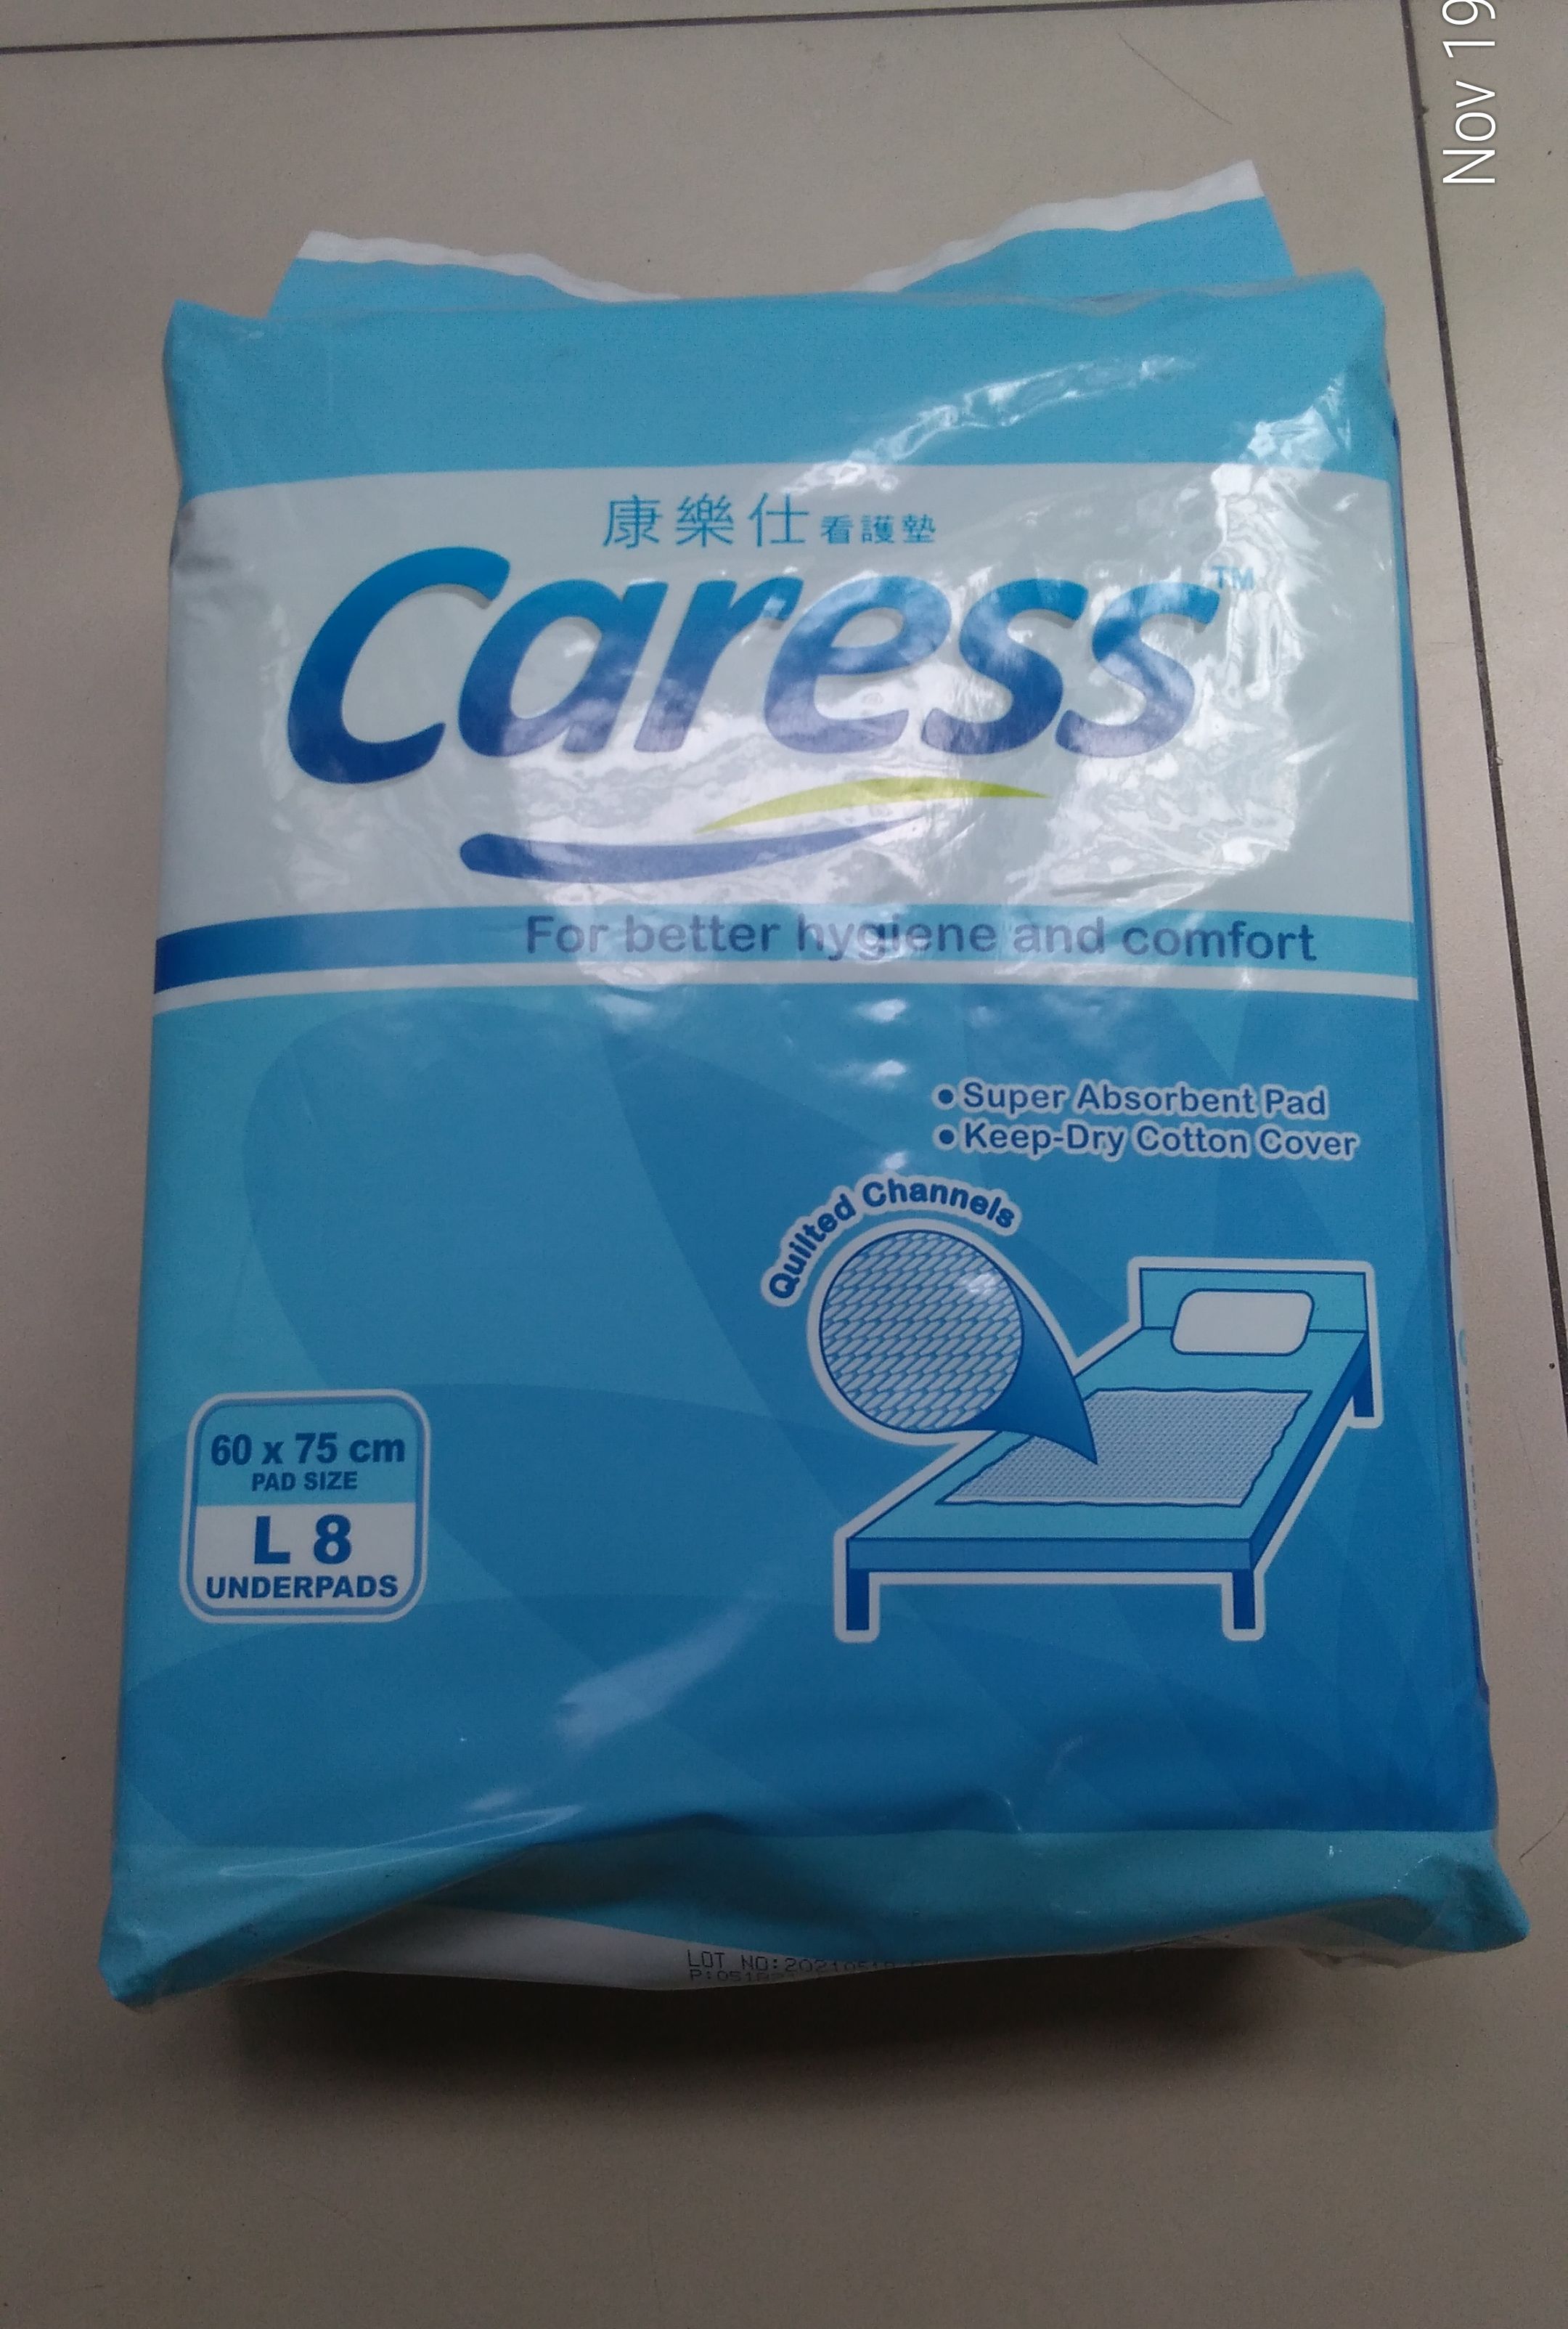 Nov 19
康樂仕看護墊
Caress™
For better hygiene and comfort
• Super Absorbent Pad
• Keep-Dry Cotton Cover
Quilted Channels
60 x 75 cm
PAD SIZE
L 8
UNDERPADS
LOT NO: